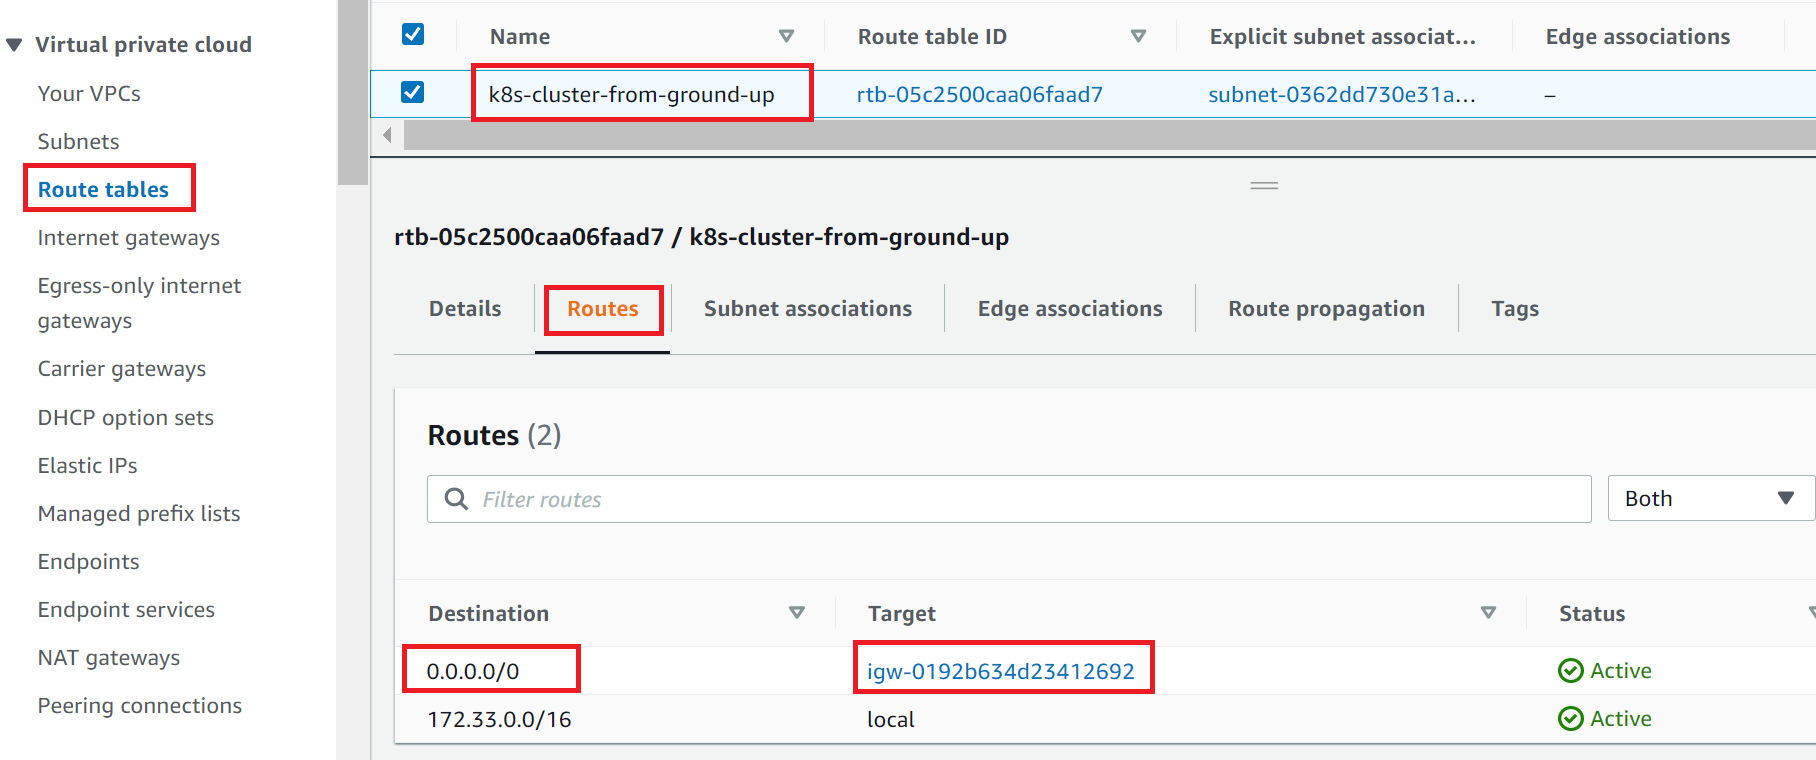 Virtual private cloud
Your VPCs
Subnets
Route tables
Internet gateways
Egress-only internet
gateways
Carrier gateways
DHCP option sets
Elastic IPs
Managed prefix lists
Endpoints
Endpoint services
NAT gateways
Peering connections
Name Route table ID Explicit subnet associat... Edge associations
k8s-cluster-from-ground-up rtb-05c2500caa06faad7 subnet-0362dd730e31a... –
rtb-05c2500caa06faad7 / k8s-cluster-from-ground-up
Details Routes Subnet associations Edge associations Route propagation Tags
Routes (2)
Filter routes Both
Destination Target Status
0.0.0.0/0 igw-0192b634d23412692 Active
172.33.0.0/16 local Active